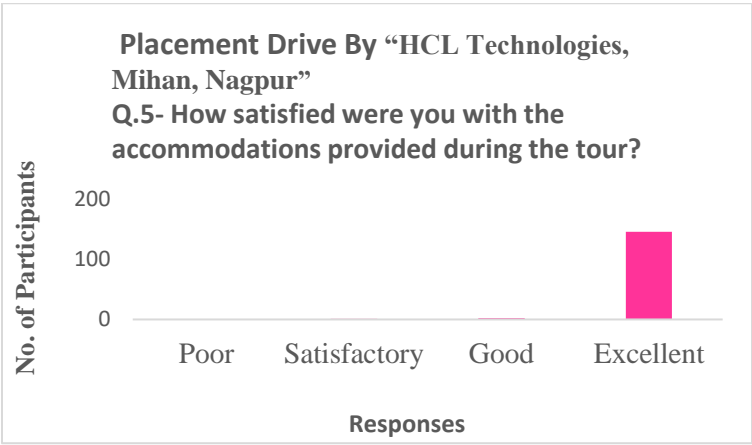 Placement Drive By “HCL Technologies,
Mihan, Nagpur”
Q.5- How satisfied were you with the
accommodations provided during the tour?
No. of Participants
200
100
0
Poor Satisfactory Good Excellent
Responses